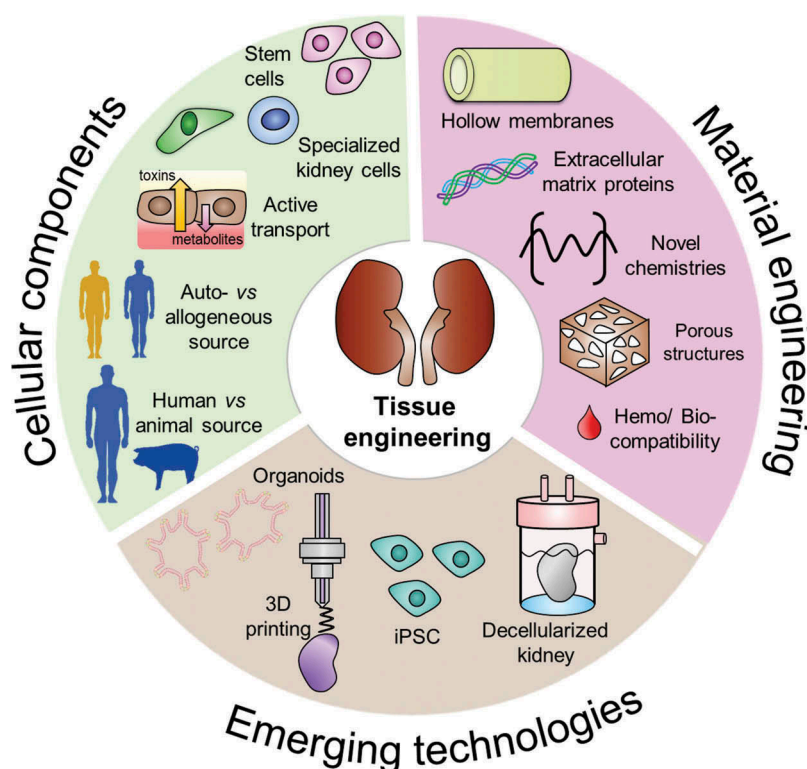 Cellular components
Stem
cells
Specialized
kidney cells
toxins
metabolites
Active
transport
Auto- vs
allogeneous
source
Human vs
animal source
Material engineering
Hollow membranes
Extracellular
matrix proteins
Novel
chemistries
Porous
structures
Hemo/ Bio-
compatibility
Tissue
engineering
Organoids
3D
printing
iPSC
Decellularized
kidney
Emerging technologies